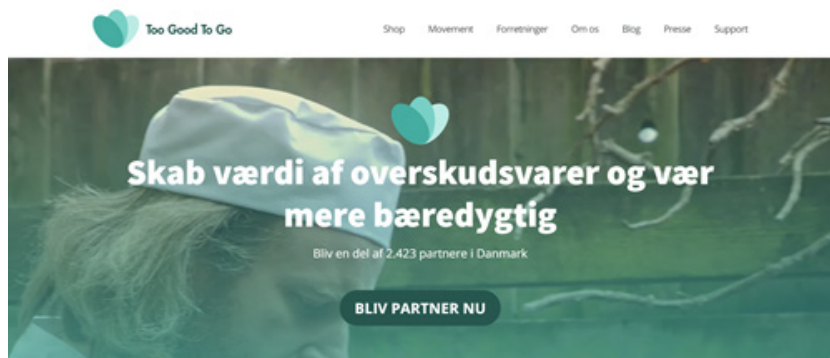 Too Good To Go
Shop Movement Forretninger Om os Blog Presse Support
Skab værdi af overskudsvarer og vær
mere bæredygtig
Bliv en del af 2.423 partnere i Danmark
BLIV PARTNER NU